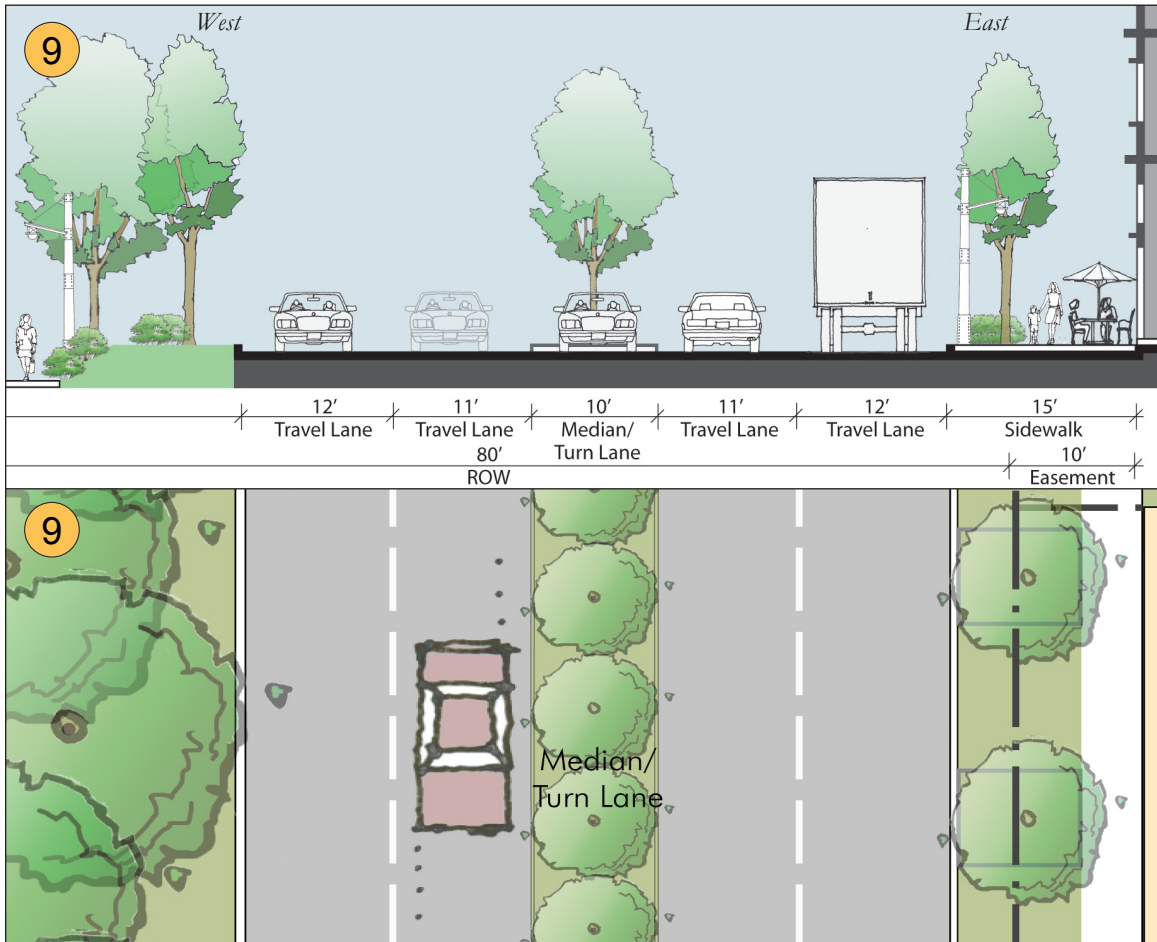 9
West
East
12’ 11’ 10’ 11’ 12’ 15’
Travel Lane Travel Lane Median/ Travel Lane Travel Lane Sidewalk
Turn Lane
80’ 10’
ROW Easement
9
Median/
Turn Lane